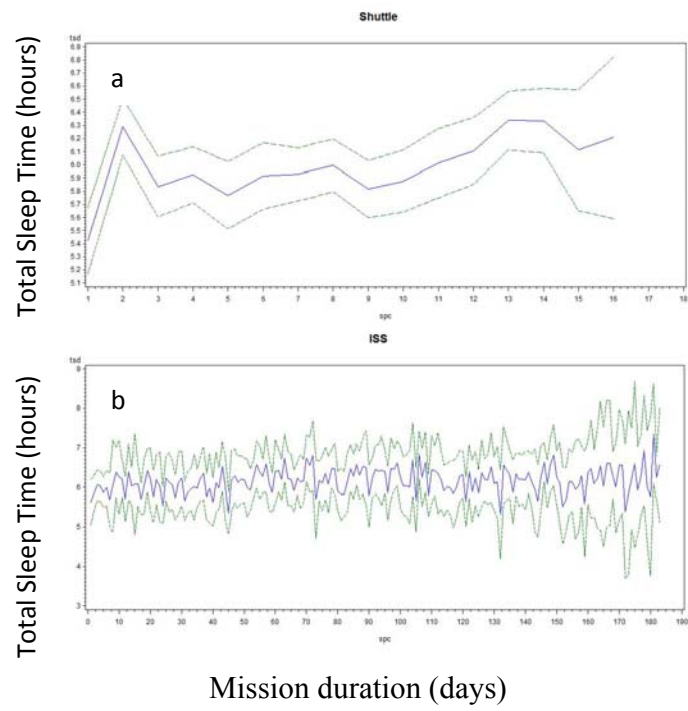 Shuttle
Total Sleep Time (hours)
tsd
a
6.9
6.8
6.7
6.6
6.5
6.4
6.3
6.2
6.1
6.0
5.9
5.8
5.7
5.6
5.5
5.4
5.3
5.2
5.1
1 2 3 4 5 6 7 8 9 10 11 12 13 14 15 16 17 18
spc
ISS
Total Sleep Time (hours)
tsd
b
9
8
7
6
5
4
3
0 10 20 30 40 50 60 70 80 90 100 110 120 130 140 150 160 170 180 190
spc
Mission duration (days)